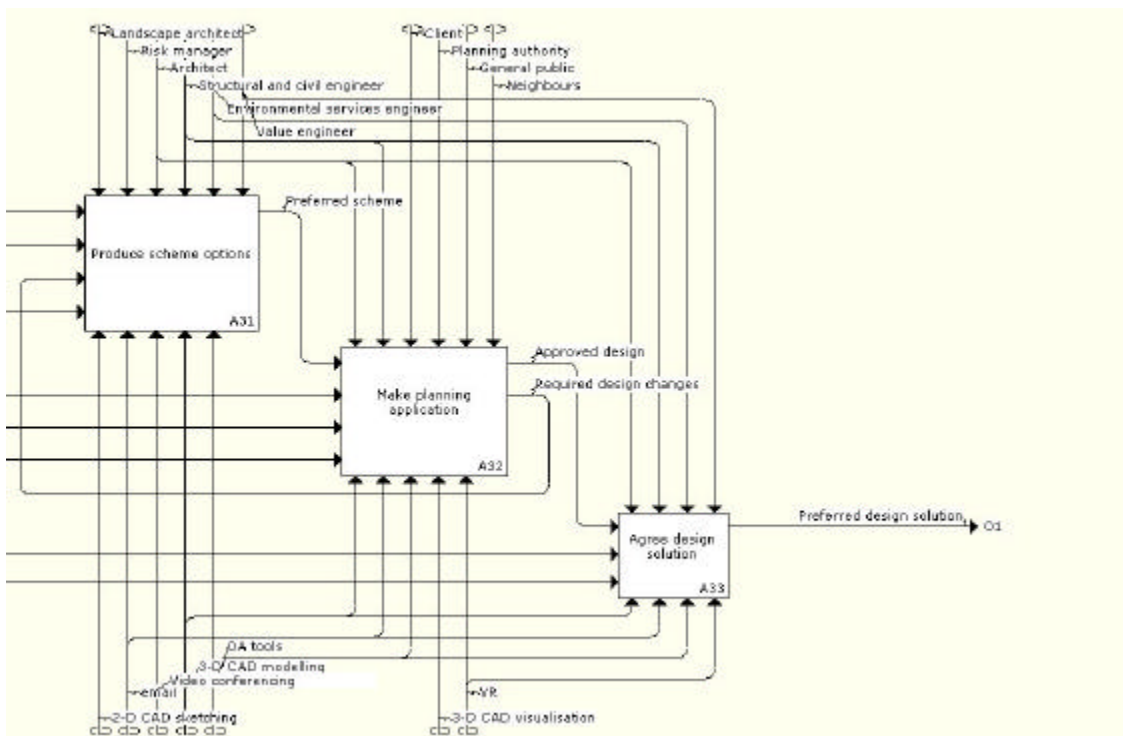 Landscape architect
Risk manager
Architect
Structural and civil engineer
Environmental services engineer
Value engineer
Client
Planning authority
General public
Neighbours
Preferred scheme
Produce scheme options
A31
Approved design
Required design changes
Make planning
application
A32
Preferred design solution
O1
Agree design
solution
A33
OA tools
3-D CAD modelling
Video conferencing
email
2-D CAD sketching
VR
3-D CAD visualisation